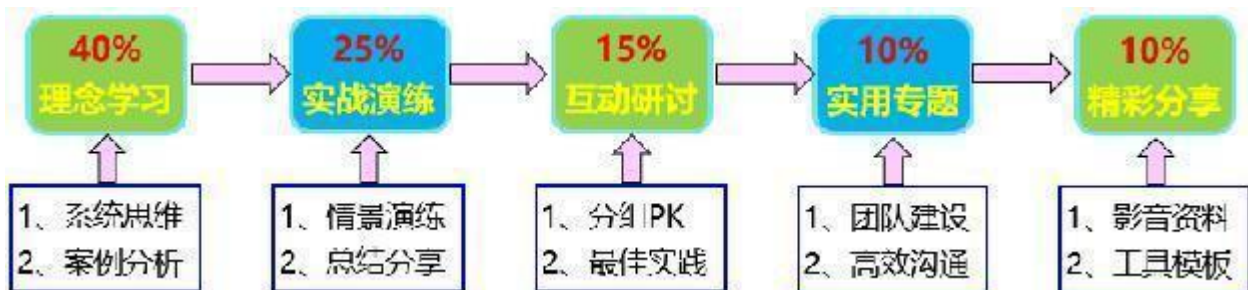 40%
理念学习
25%
实战演练
15%
互动研讨
10%
实用专题
10%
精彩分享
1、系统思维
2、案例分析
1、情景演练
2、总结分享
1、分组PK
2、最佳实践
1、团队建设
2、高效沟通
1、影音资料
2、工具模板